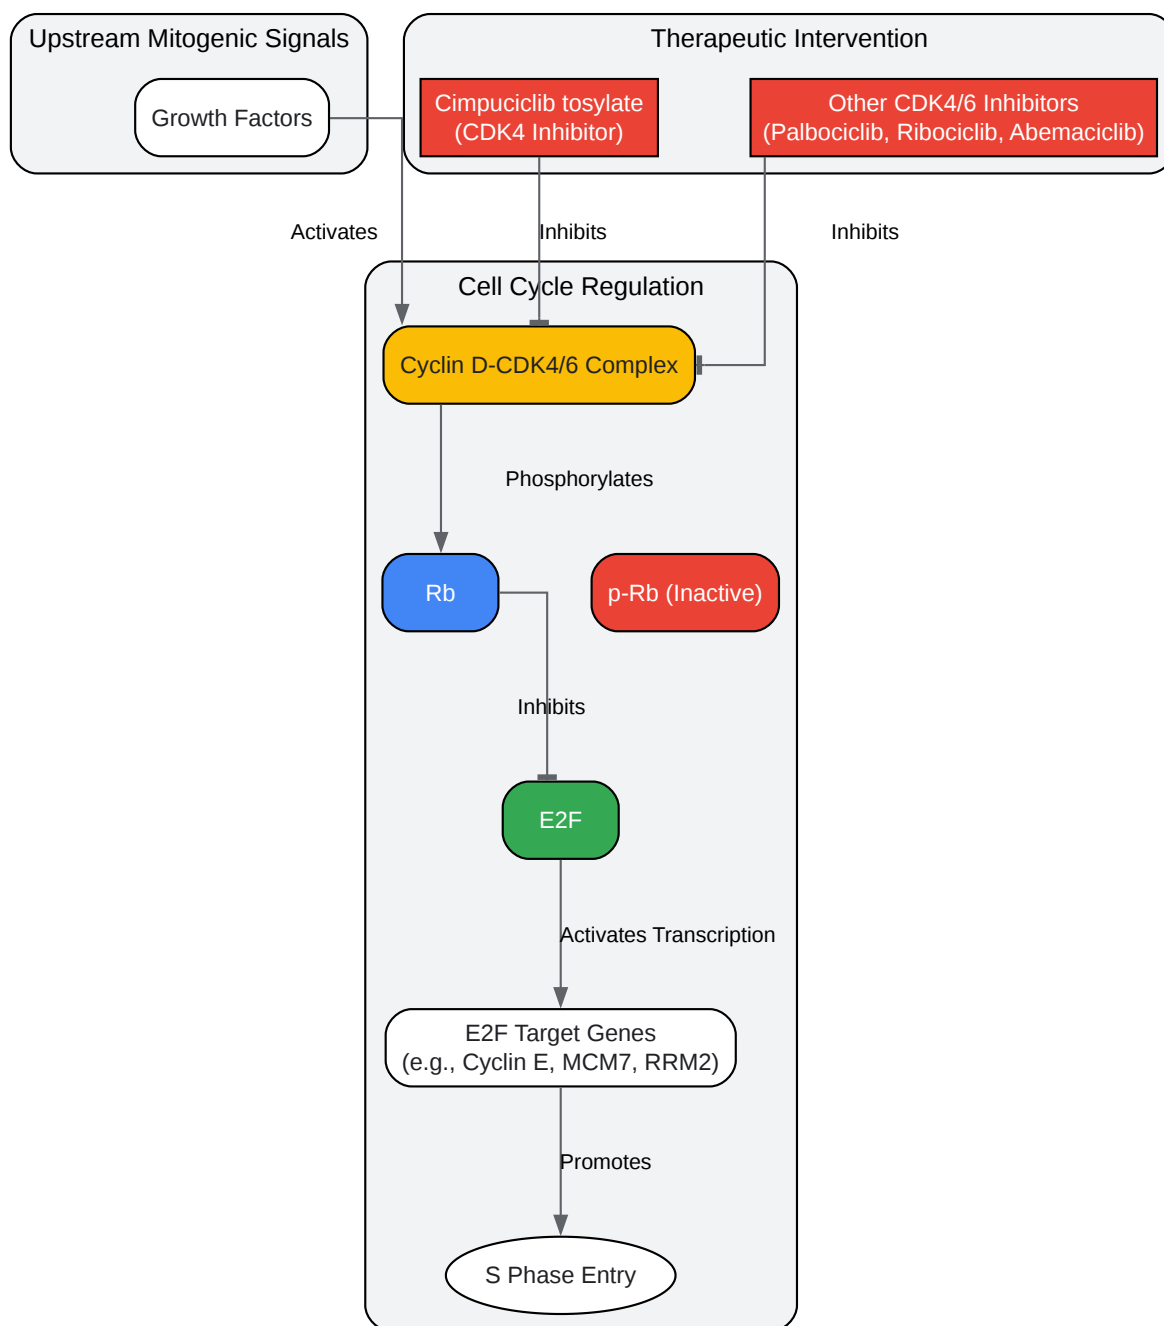 Upstream Mitogenic Signals
Therapeutic Intervention
Growth Factors
Cimpuciclib tosylate
(CDK4 Inhibitor)
Other CDK4/6 Inhibitors
(Palbociclib, Ribociclib, Abemaciclib)
Activates
Inhibits
Inhibits
Cell Cycle Regulation
Cyclin D-CDK4/6 Complex
Phosphorylates
Rb
p-Rb (Inactive)
Inhibits
E2F
Activates Transcription
E2F Target Genes
(e.g., Cyclin E, MCM7, RRM2)
Promotes
S Phase Entry